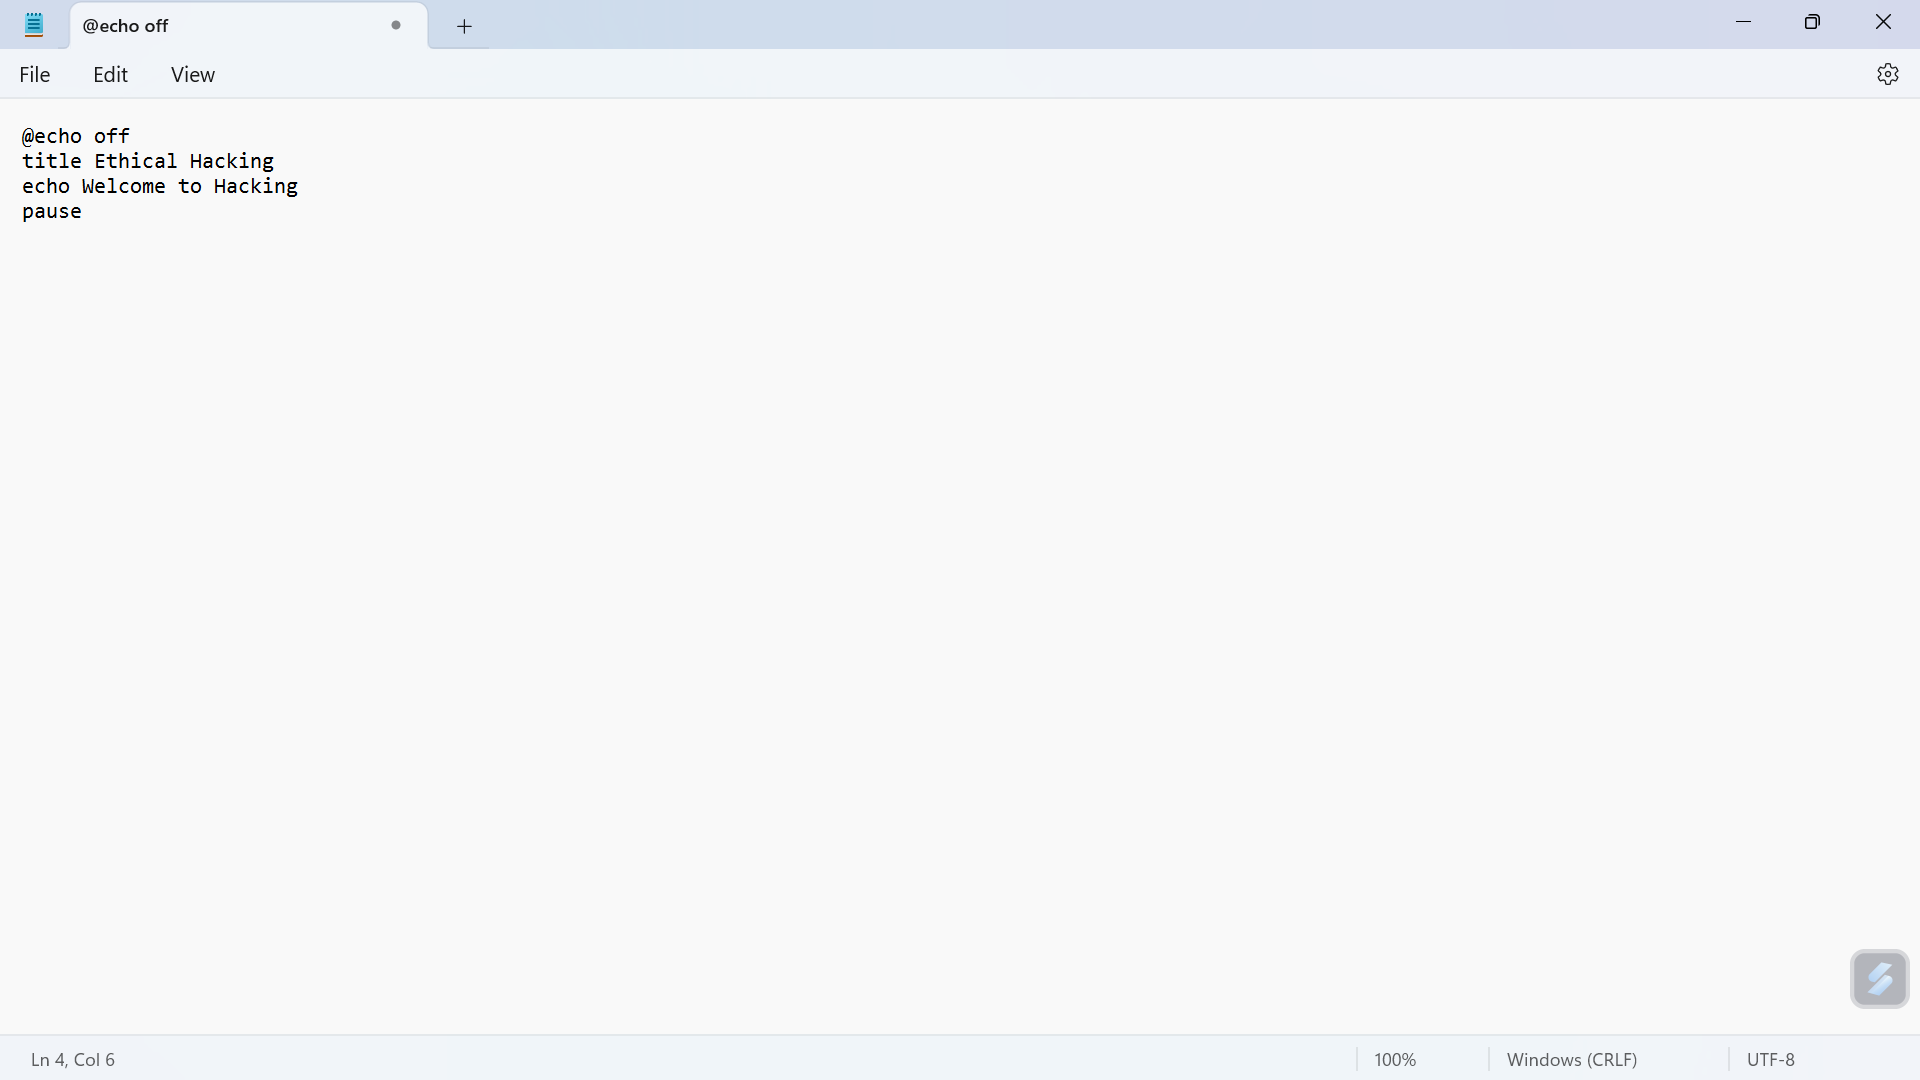 @echo off
File Edit View
@echo off
title Ethical Hacking
echo Welcome to Hacking
pause
Ln 4, Col 6 100% Windows (CRLF) UTF-8